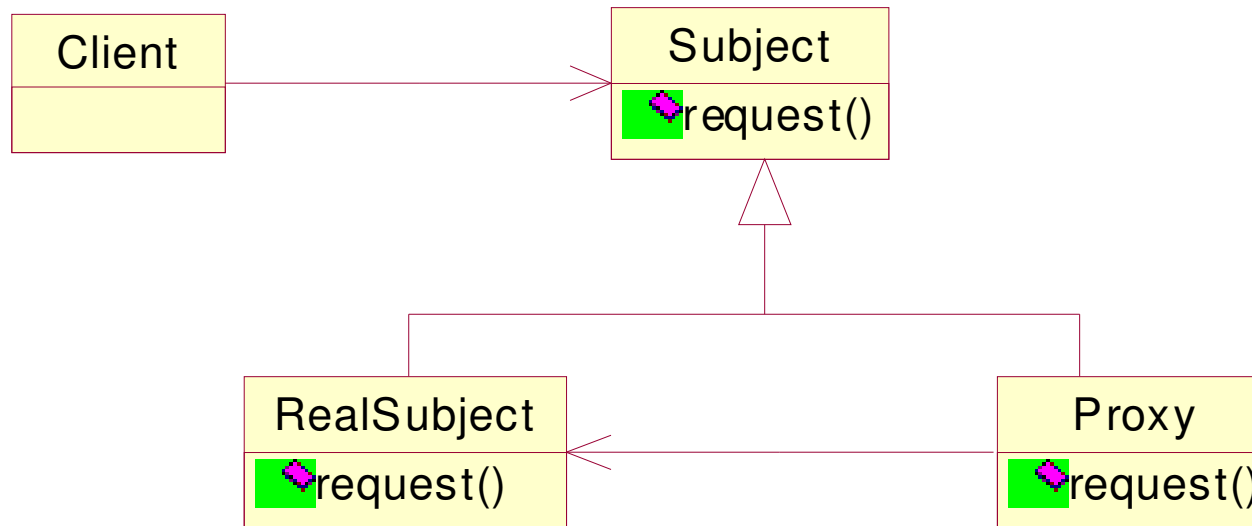 Client
Subject
request()
RealSubject
request()
Proxy
request()